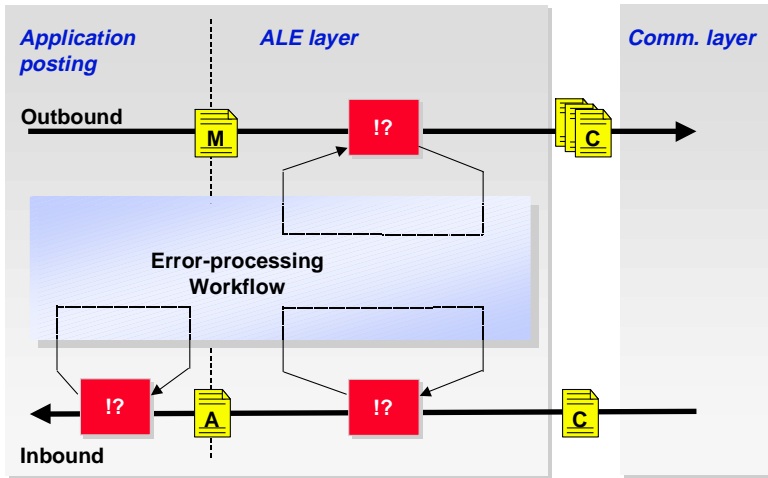 Application
posting
ALE layer
Comm. layer
Outbound
M
!?
C
Error-processing
Workflow
!?
A
!?
C
Inbound